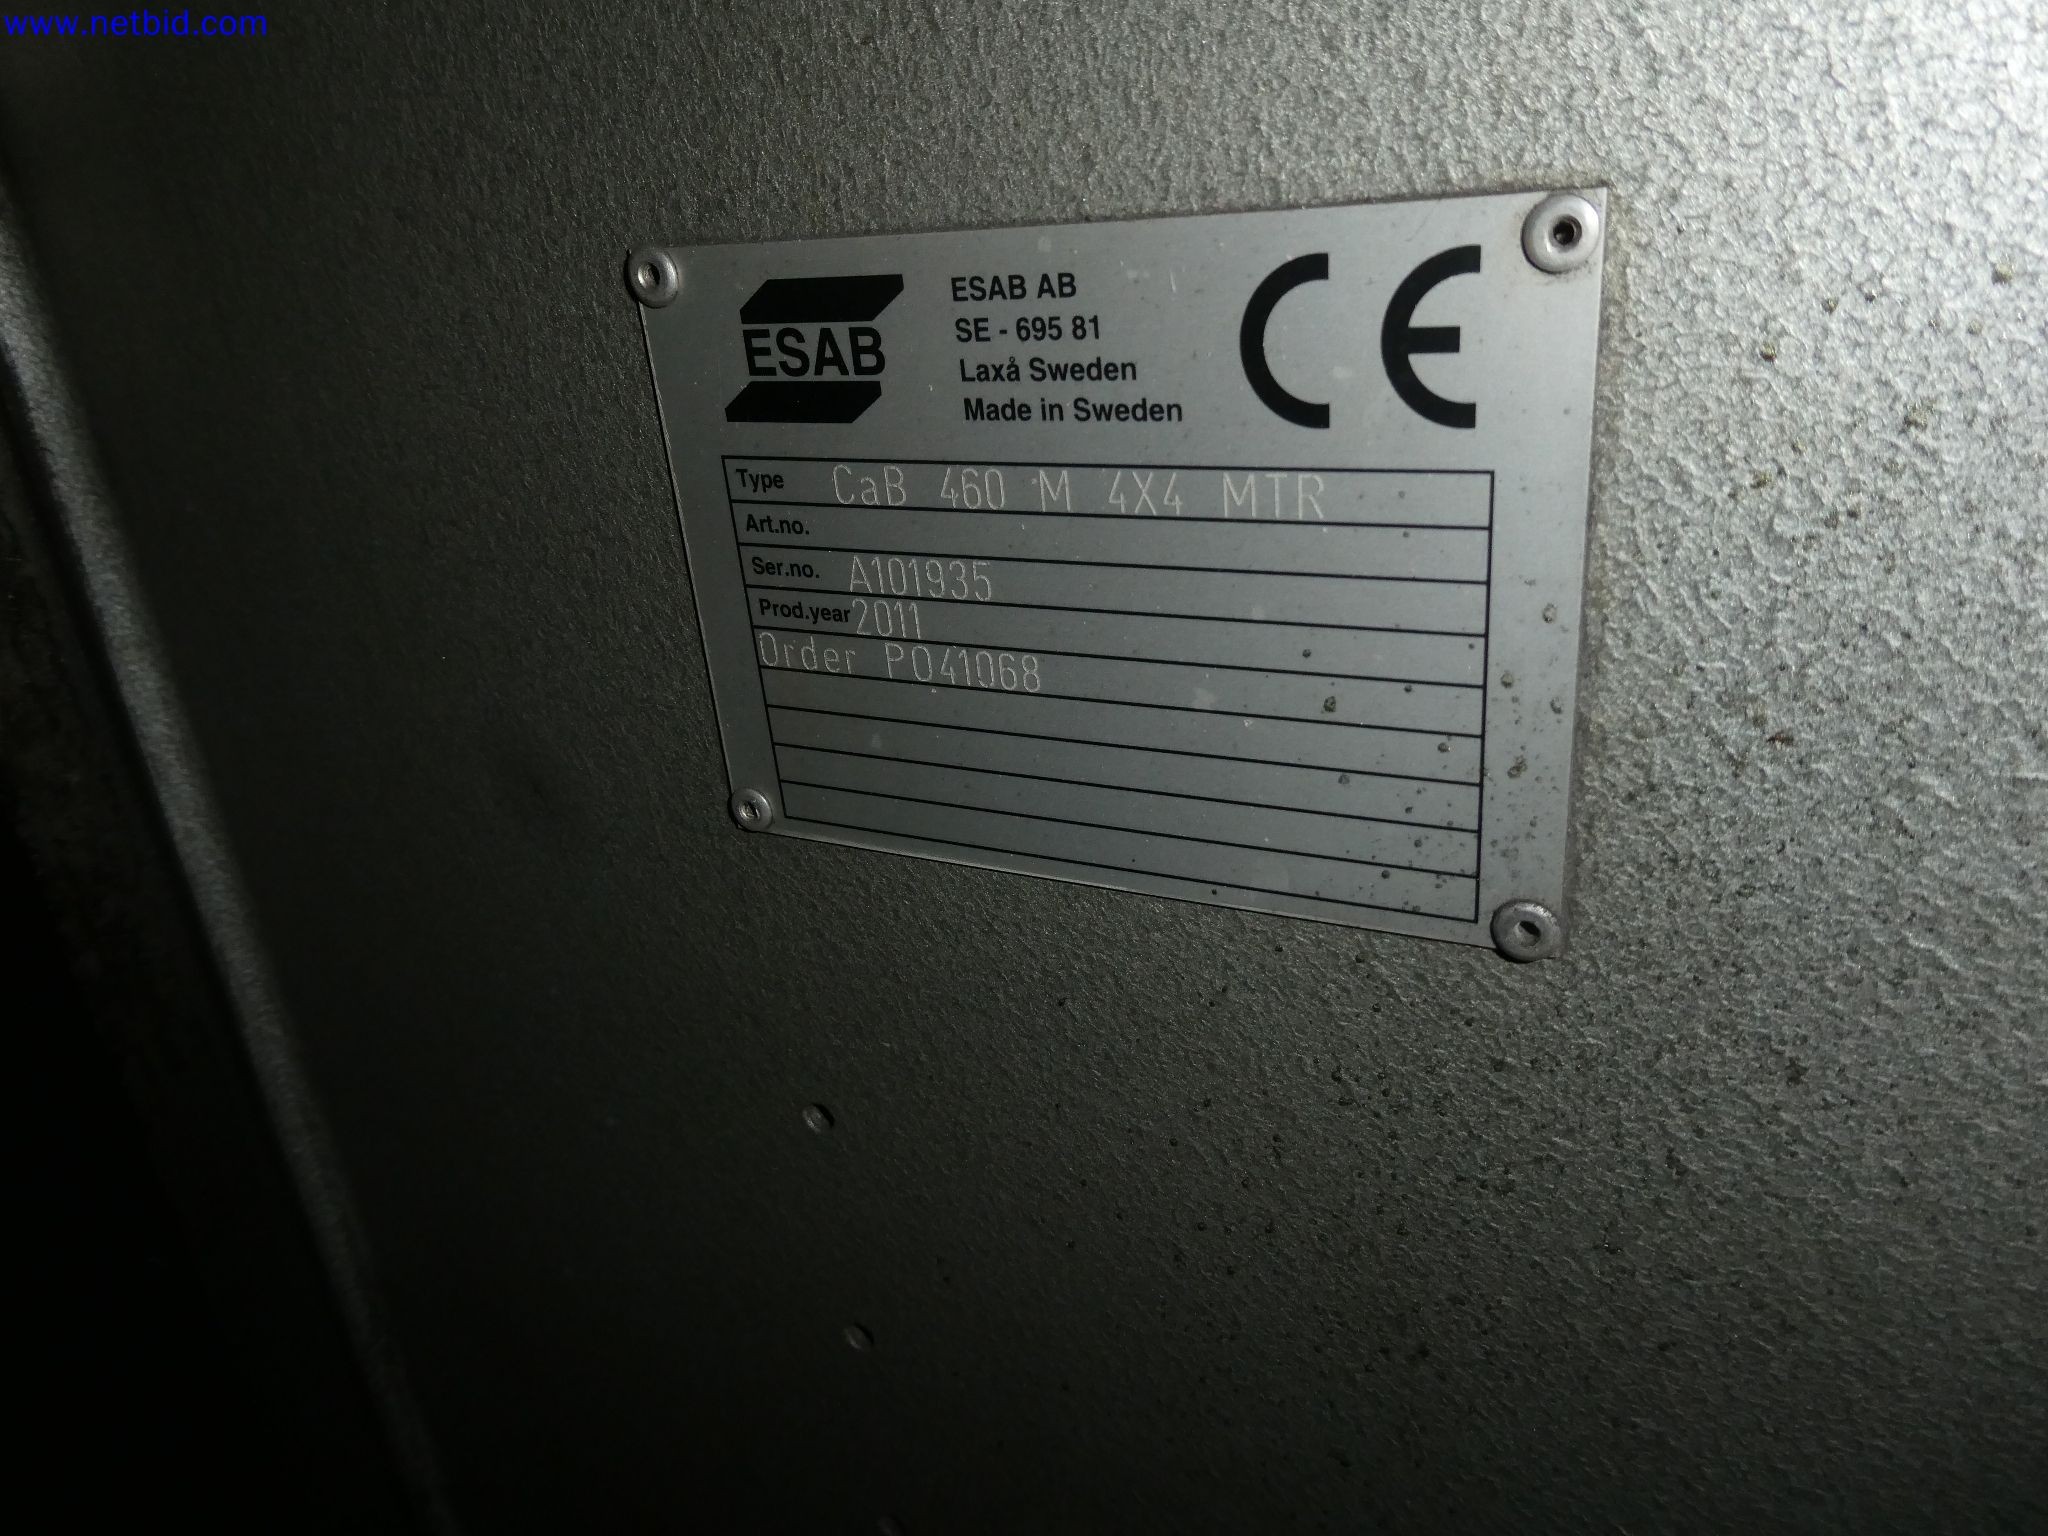 www.netbid.com
ESAB
ESAB AB
SE - 695 81
Laxå Sweden
Made in Sweden
CE
Type CaB 460 M 4X4 MTR
Art.no.
Ser.no. A101935
Prod.year 2011
Order PO41068